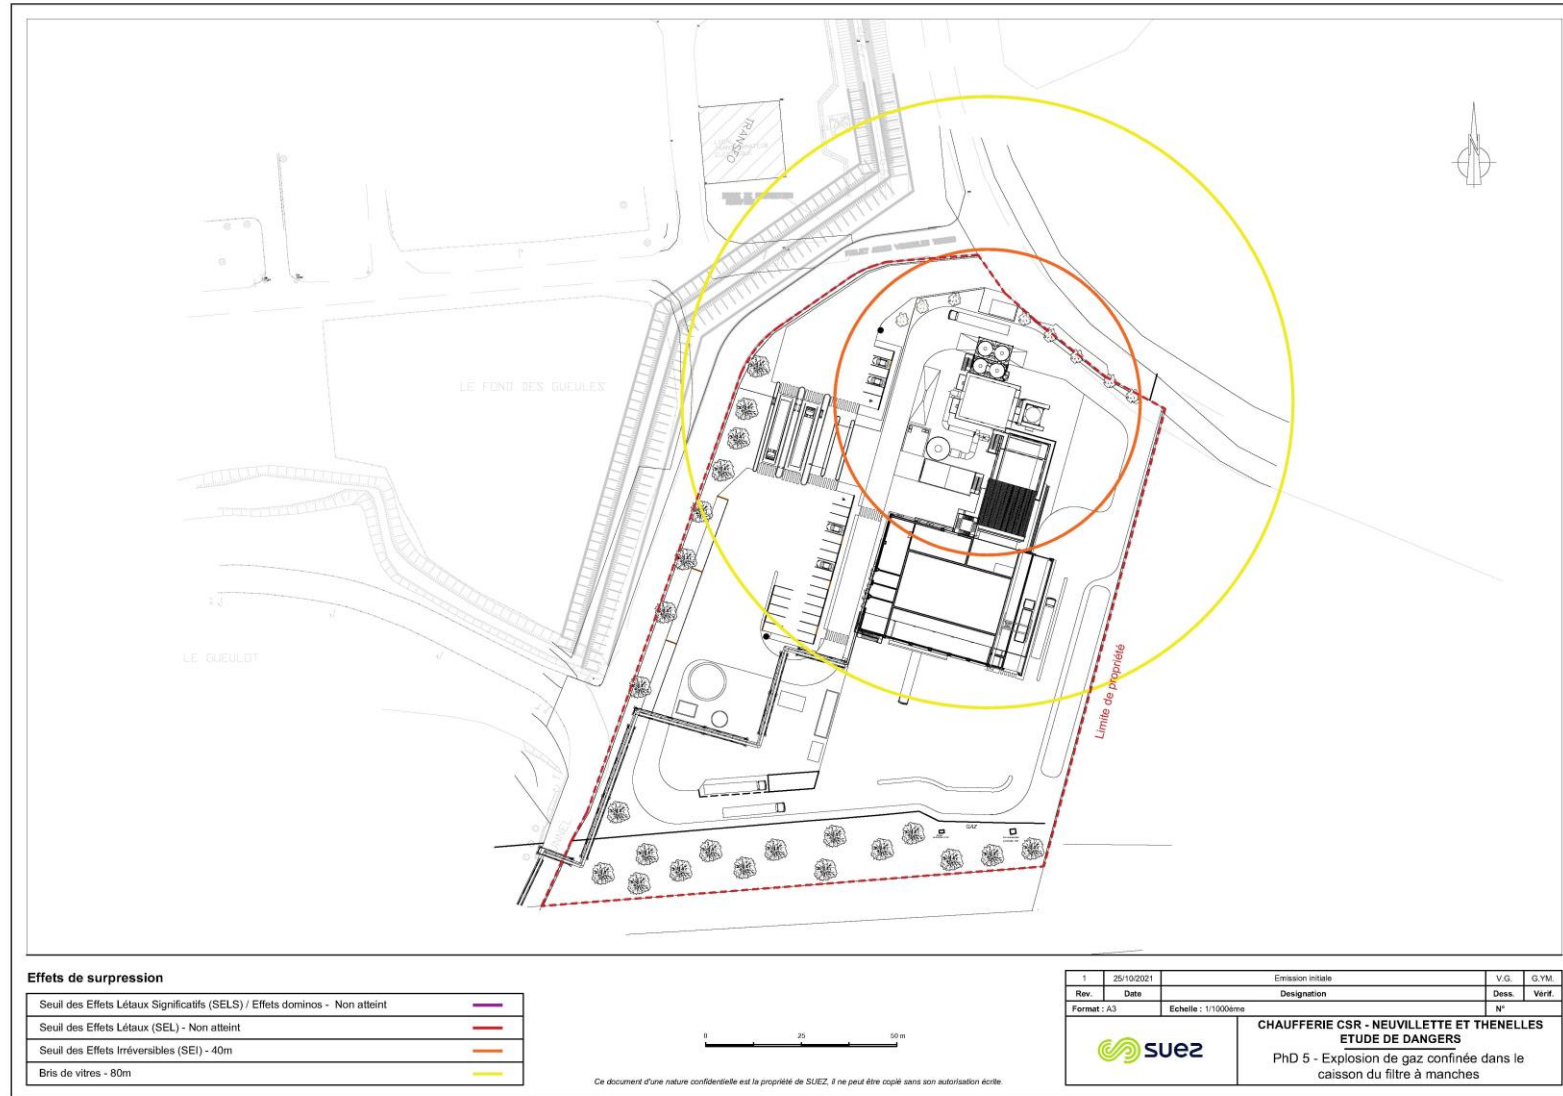 TRANSFO
LE FOND DES GUEULES
LE GUEULOT
N
Limite de propriété
GAZ
Effets de surpression
Seuil des Effets Létaux Significatifs (SELS) / Effets dominos - Non atteint
Seuil des Effets Létaux (SEL) - Non atteint
Seuil des Effets Irréversibles (SEI) - 40m
Bris de vitres - 80m
0 25 50 m
Ce document d'une nature confidentielle est la propriété de SUEZ, il ne peut être copié sans son autorisation écrite.
1 25/10/2021 Emission initiale V.G. G.YM.
Rev. Date Designation Dess. Vérif.
Format : A3 Echelle : 1/1000ème N°
suez
CHAUFFERIE CSR - NEUVILLETTE ET THENELLES
ETUDE DE DANGERS
PhD 5 - Explosion de gaz confinée dans le
caisson du filtre à manches